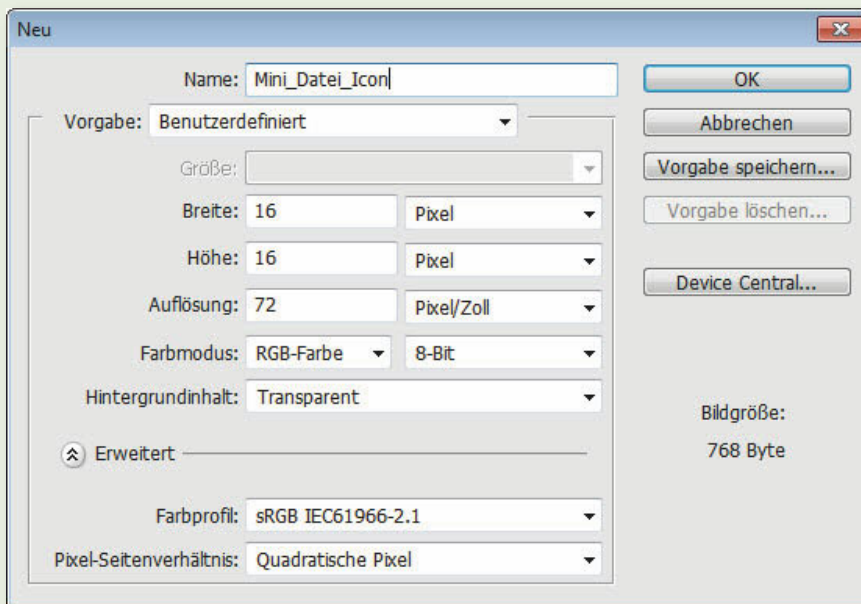 Neu
Name: Mini_Datei_Icon
OK
Vorgabe: Benutzerdefiniert
Abbrechen
Größe:
Vorgabe speichern...
Breite: 16 Pixel
Vorgabe löschen...
Höhe: 16 Pixel
Device Central...
Auflösung: 72 Pixel/Zoll
Farbmodus: RGB-Farbe 8-Bit
Hintergrundinhalt: Transparent
Bildgröße:
768 Byte
Erweitert
Farbprofil: sRGB IEC61966-2.1
Pixel-Seitenverhältnis: Quadratische Pixel